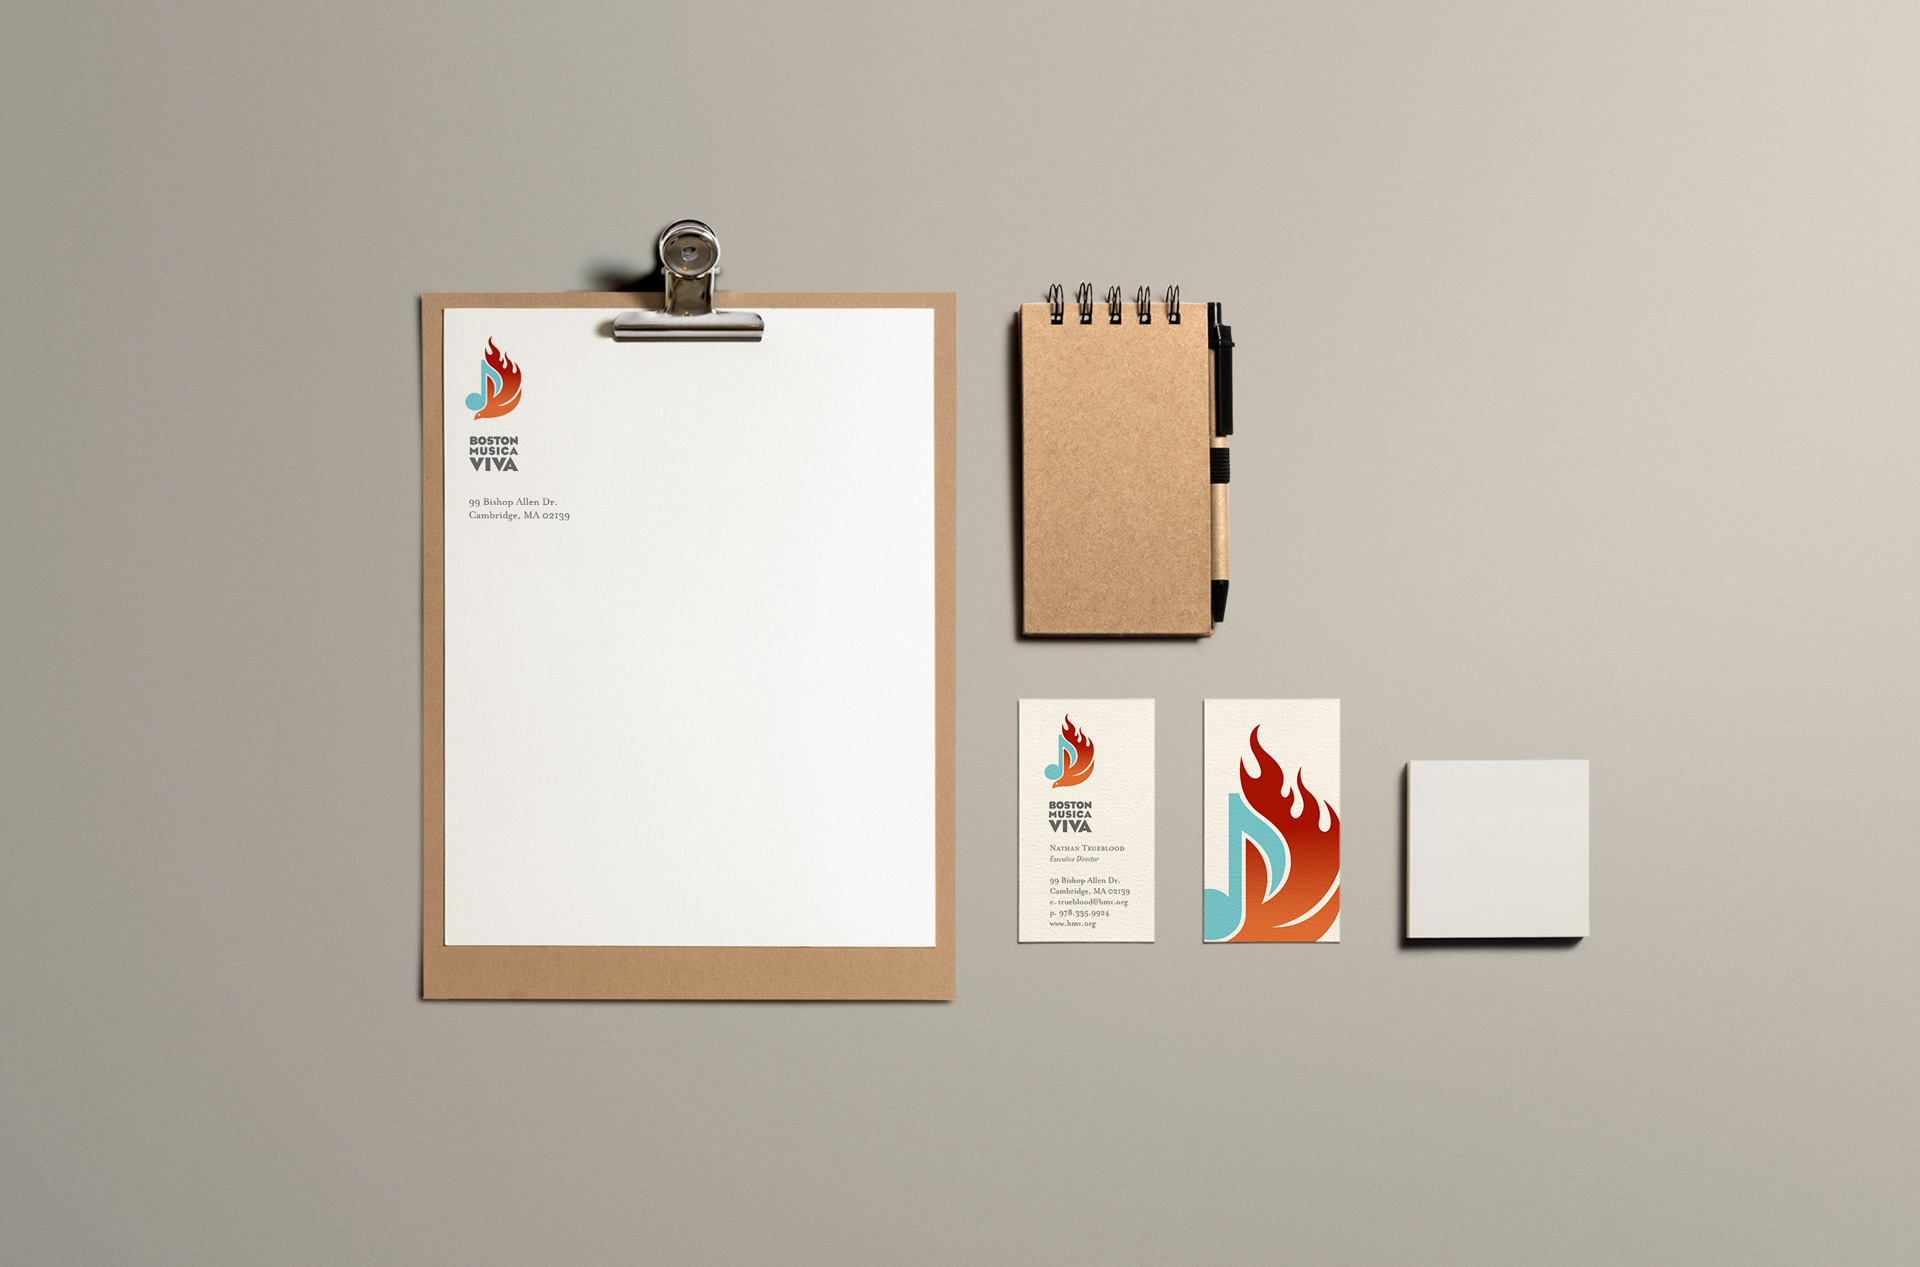 BOSTON
MUSICA
VIVA
99 Bishop Allen Dr.
Cambridge, MA 02139
BOSTON
MUSICA
VIVA
Nathan Trueblood
Executive Director
99 Bishop Allen Dr.
Cambridge, MA 02139
e. trueblood@bmv.org
p. 978.335.9924
www.bmv.org